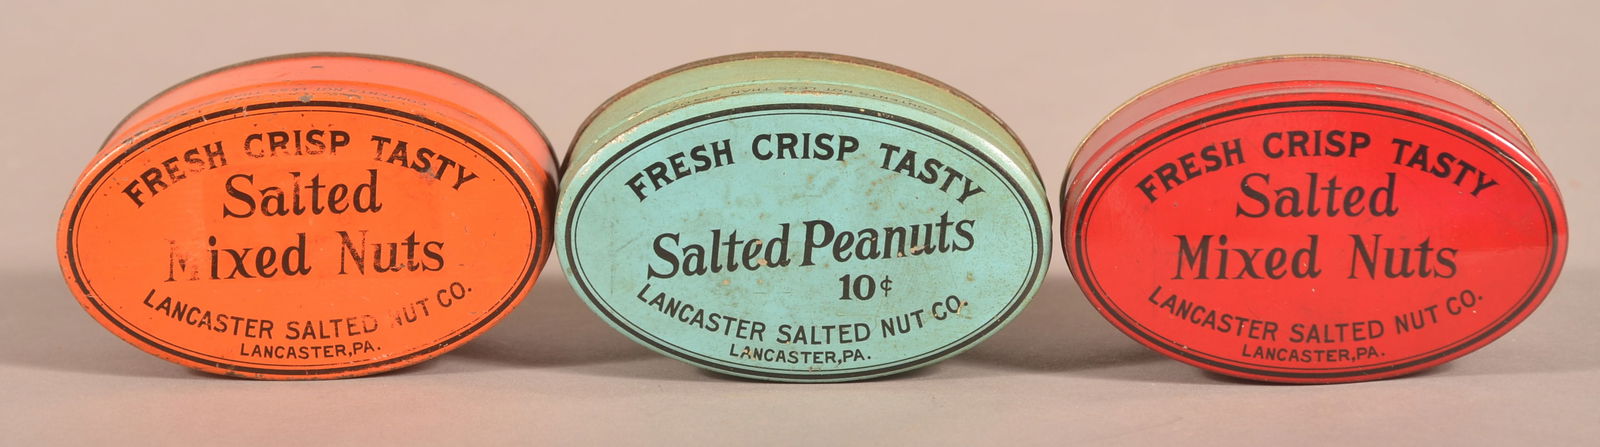 FRESH CRISP TASTY
Salted
Mixed Nuts
LANCASTER SALTED NUT CO.
LANCASTER, PA.
FRESH CRISP TASTY
Salted Peanuts
10¢
LANCASTER SALTED NUT CO.
LANCASTER, PA.
FRESH CRISP TASTY
Salted
Mixed Nuts
LANCASTER SALTED NUT CO.
LANCASTER, PA.